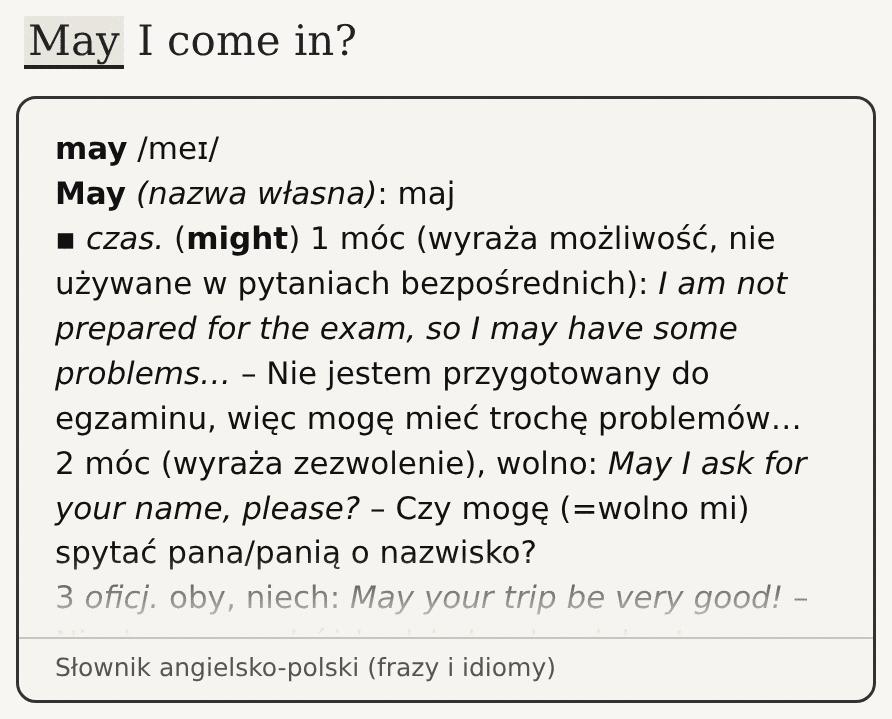 May I come in?
may /meɪ/
May (nazwa własna): maj
▪ czas. (might) 1 móc (wyraża możliwość, nie
używane w pytaniach bezpośrednich): I am not
prepared for the exam, so I may have some
problems… – Nie jestem przygotowany do
egzaminu, więc mogę mieć trochę problemów…
2 móc (wyraża zezwolenie), wolno: May I ask for
your name, please? – Czy mogę (=wolno mi)
spytać pana/panią o nazwisko?
3 oficj. oby, niech: May your trip be very good! –
Słownik angielsko-polski (frazy i idiomy)